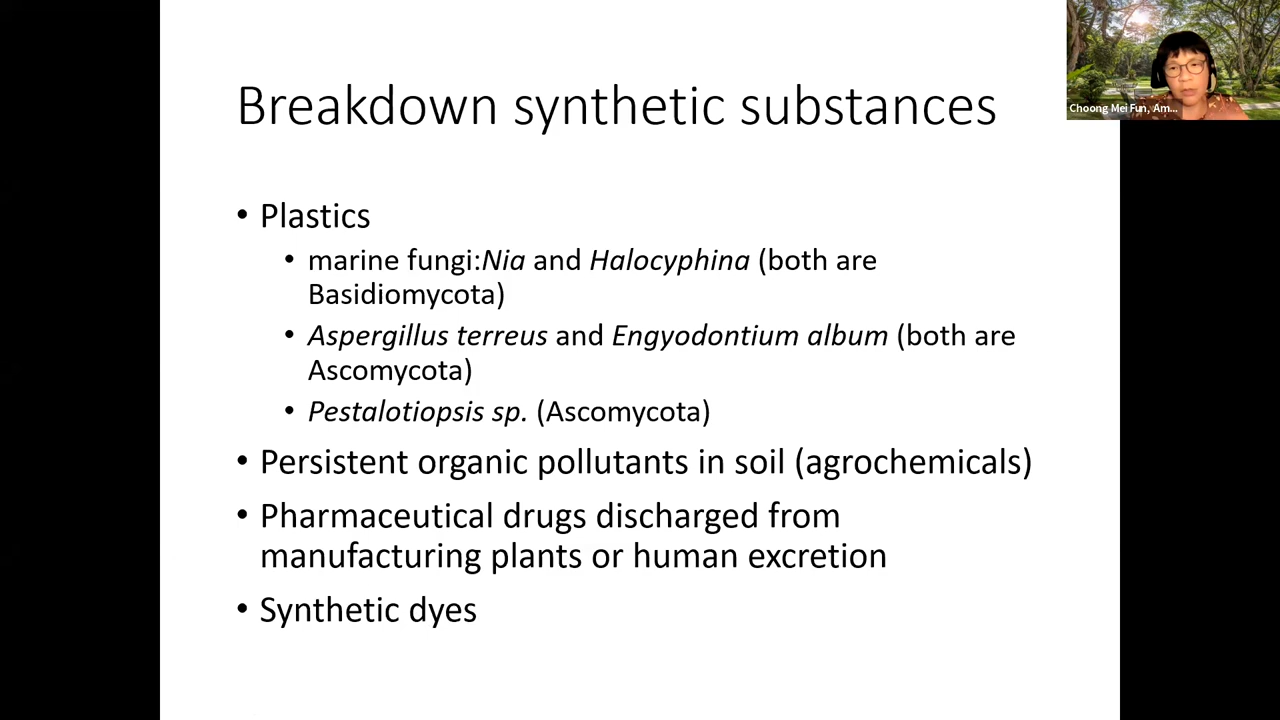 Breakdown synthetic substances
Choong Mei Fun, Am...
• Plastics
• marine fungi:Nia and Halocyphina (both are
Basidiomycota)
• Aspergillus terreus and Engyodontium album (both are
Ascomycota)
• Pestalotiopsis sp. (Ascomycota)
• Persistent organic pollutants in soil (agrochemicals)
• Pharmaceutical drugs discharged from
manufacturing plants or human excretion
• Synthetic dyes